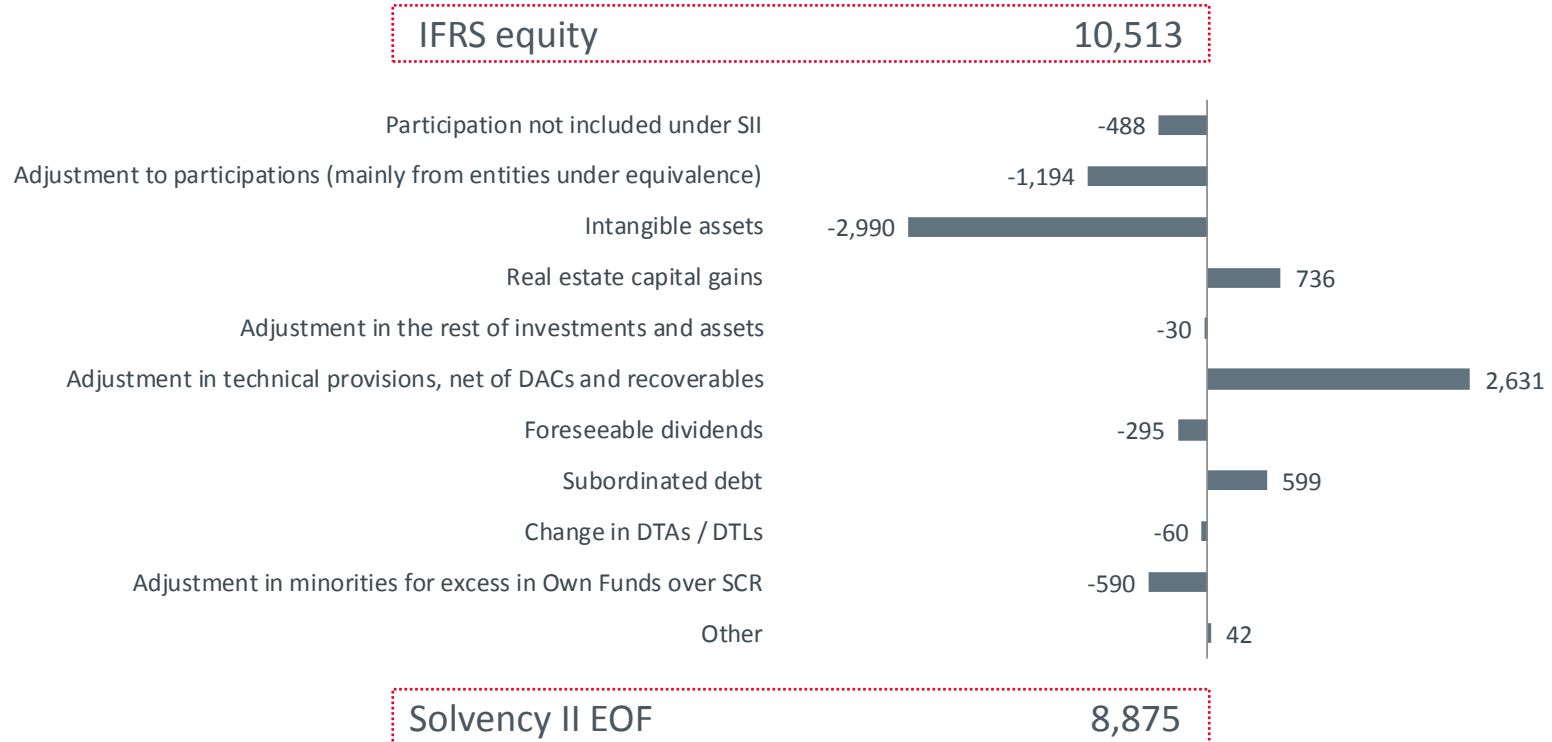 IFRS equity 10,513
Participation not included under SII -488
Adjustment to participations (mainly from entities under equivalence) -1,194
Intangible assets -2,990
Real estate capital gains 736
Adjustment in the rest of investments and assets -30
Adjustment in technical provisions, net of DACs and recoverables 2,631
Foreseeable dividends -295
Subordinated debt 599
Change in DTAs / DTLs -60
Adjustment in minorities for excess in Own Funds over SCR -590
Other 42
Solvency II EOF 8,875